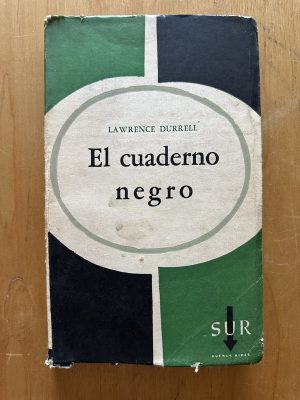 LAWRENCE DURRELL
El cuaderno
negro
SUR
BUENOS AIRES